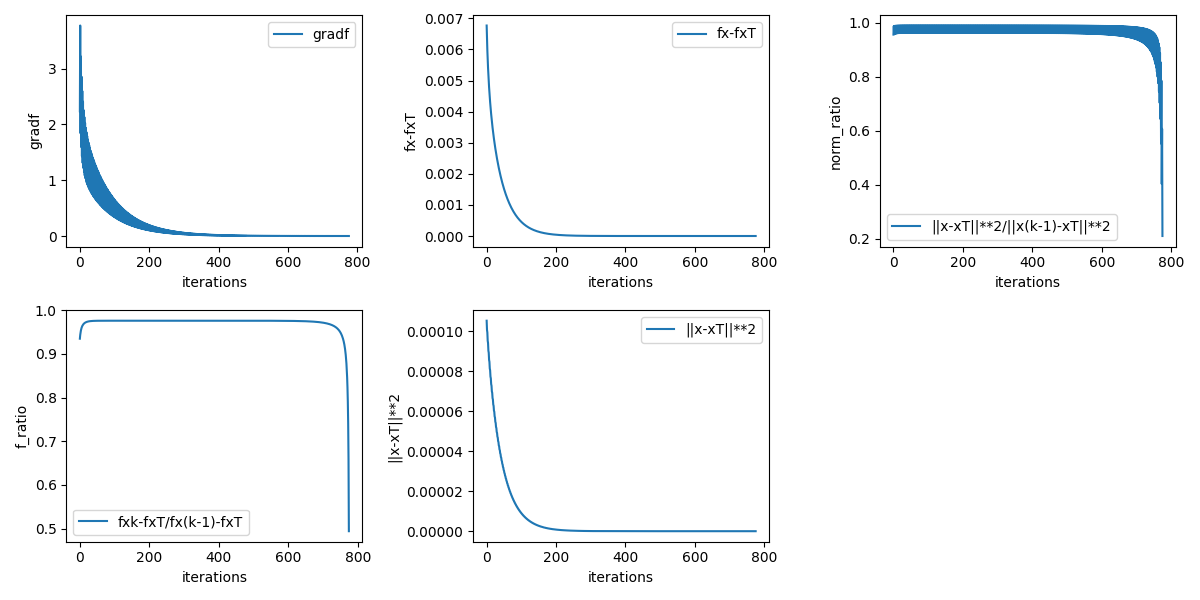 gradf
3
2
1
0
gradf
0 200 400 600 800
iterations
fx-fxT
0.007
0.006
0.005
0.004
0.003
0.002
0.001
0.000
fx-fxT
0 200 400 600 800
iterations
norm_ratio
1.0
0.8
0.6
0.4
0.2
||x-xT||**2/||x(k-1)-xT||**2
0 200 400 600 800
iterations
f_ratio
1.0
0.9
0.8
0.7
0.6
0.5
fxk-fxT/fx(k-1)-fxT
0 200 400 600 800
iterations
||x-xT||**2
0.00010
0.00008
0.00006
0.00004
0.00002
0.00000
||x-xT||**2
0 200 400 600 800
iterations